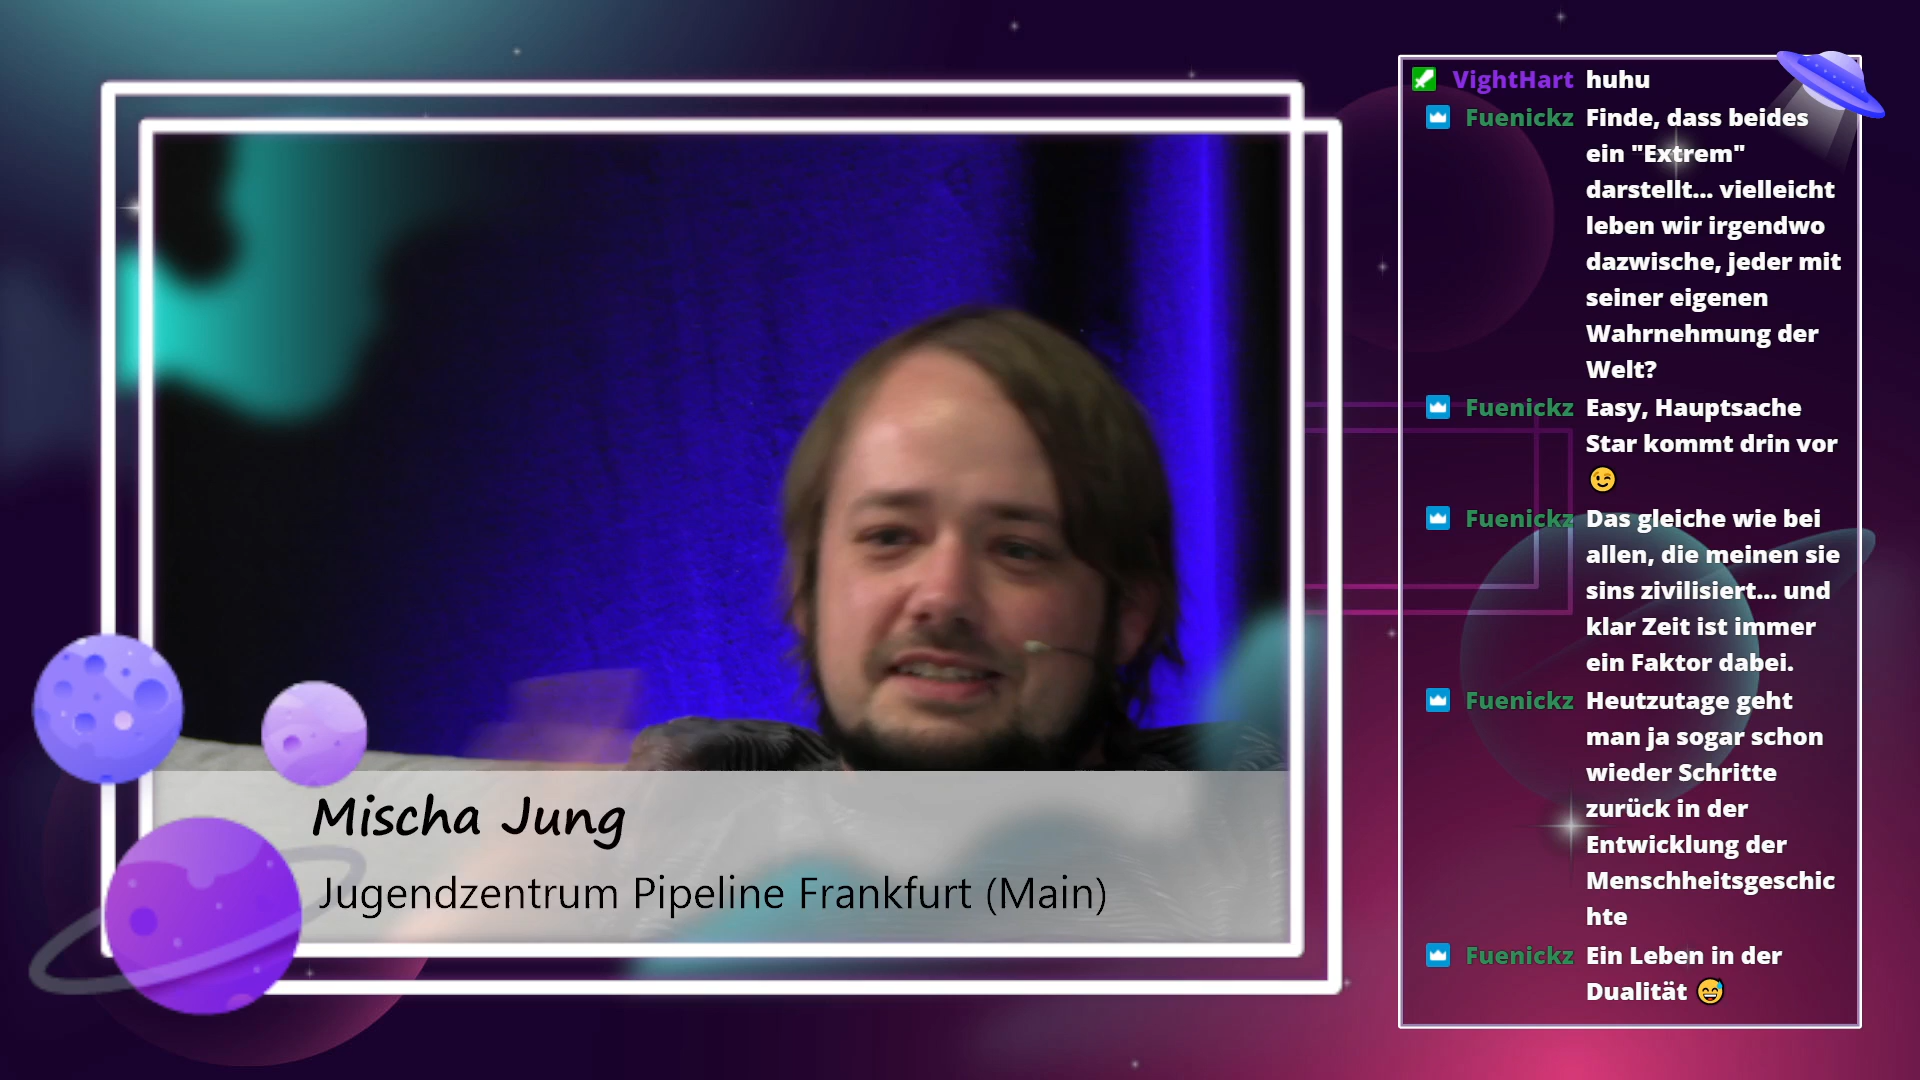 Mischa Jung
Jugendzentrum Pipeline Frankfurt (Main)
VightHart huhu
Fuenickz Finde, dass beides
ein "Extrem"
darstellt... vielleicht
leben wir irgendwo
dazwische, jeder mit
seiner eigenen
Wahrnehmung der
Welt?
Fuenickz Easy, Hauptsache
Star kommt drin vor
😉
Fuenickz Das gleiche wie bei
allen, die meinen sie
sins zivilisiert... und
klar Zeit ist immer
ein Faktor dabei.
Fuenickz Heutzutage geht
man ja sogar schon
wieder Schritte
zurück in der
Entwicklung der
Menschheitsgeschic
hte
Fuenickz Ein Leben in der
Dualität 😅